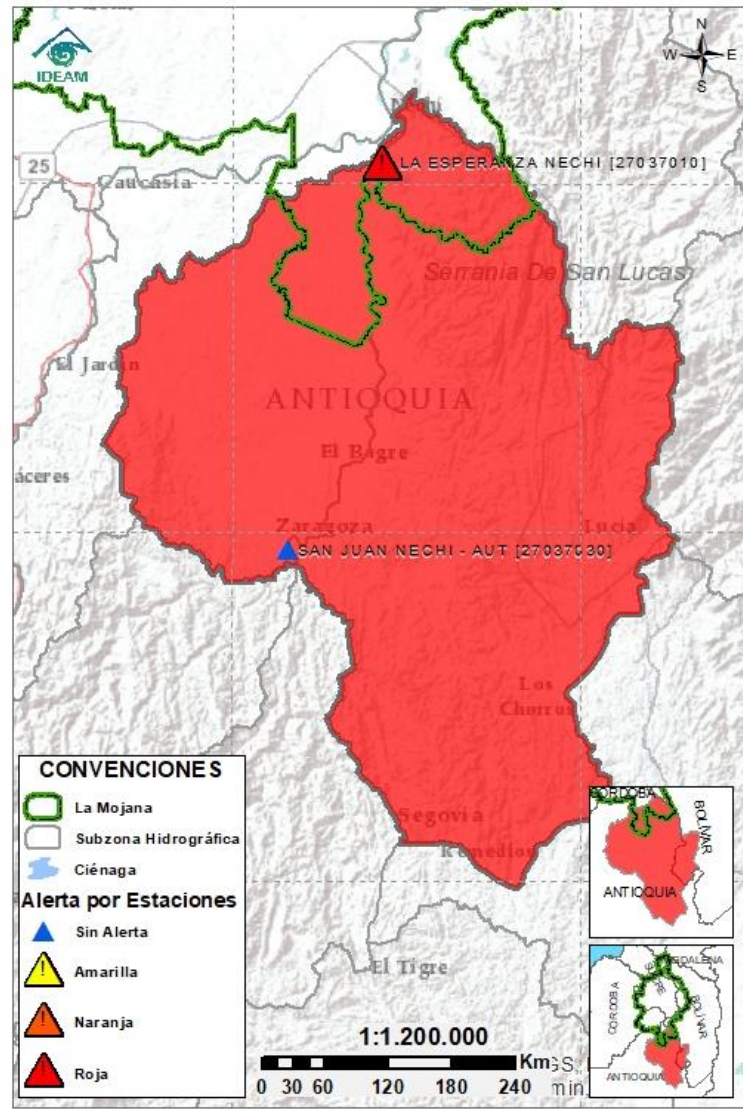 IDEAM
N
W E
S
25
Caucasia
LA ESPERANZA NECHI [27037010]
Serrania De San Lucas
El Jardin
ANTIOQUIA
El Bagre
áceres
Zaragoza
Lucia
SAN JUAN NECHI - AUT [27037030]
Los
Chorros
Segovia
Remedios
El Tigre
CONVENCIONES
La Mojana
Subzona Hidrográfica
Ciénaga
Alerta por Estaciones
Sin Alerta
Amarilla
Naranja
Roja
1:1.200.000
Km
0 30 60 120 180 240
CORDOBA
BOLÍVAR
ANTIOQUIA
CORDOBA
BOLÍVAR
ANTIOQUIA